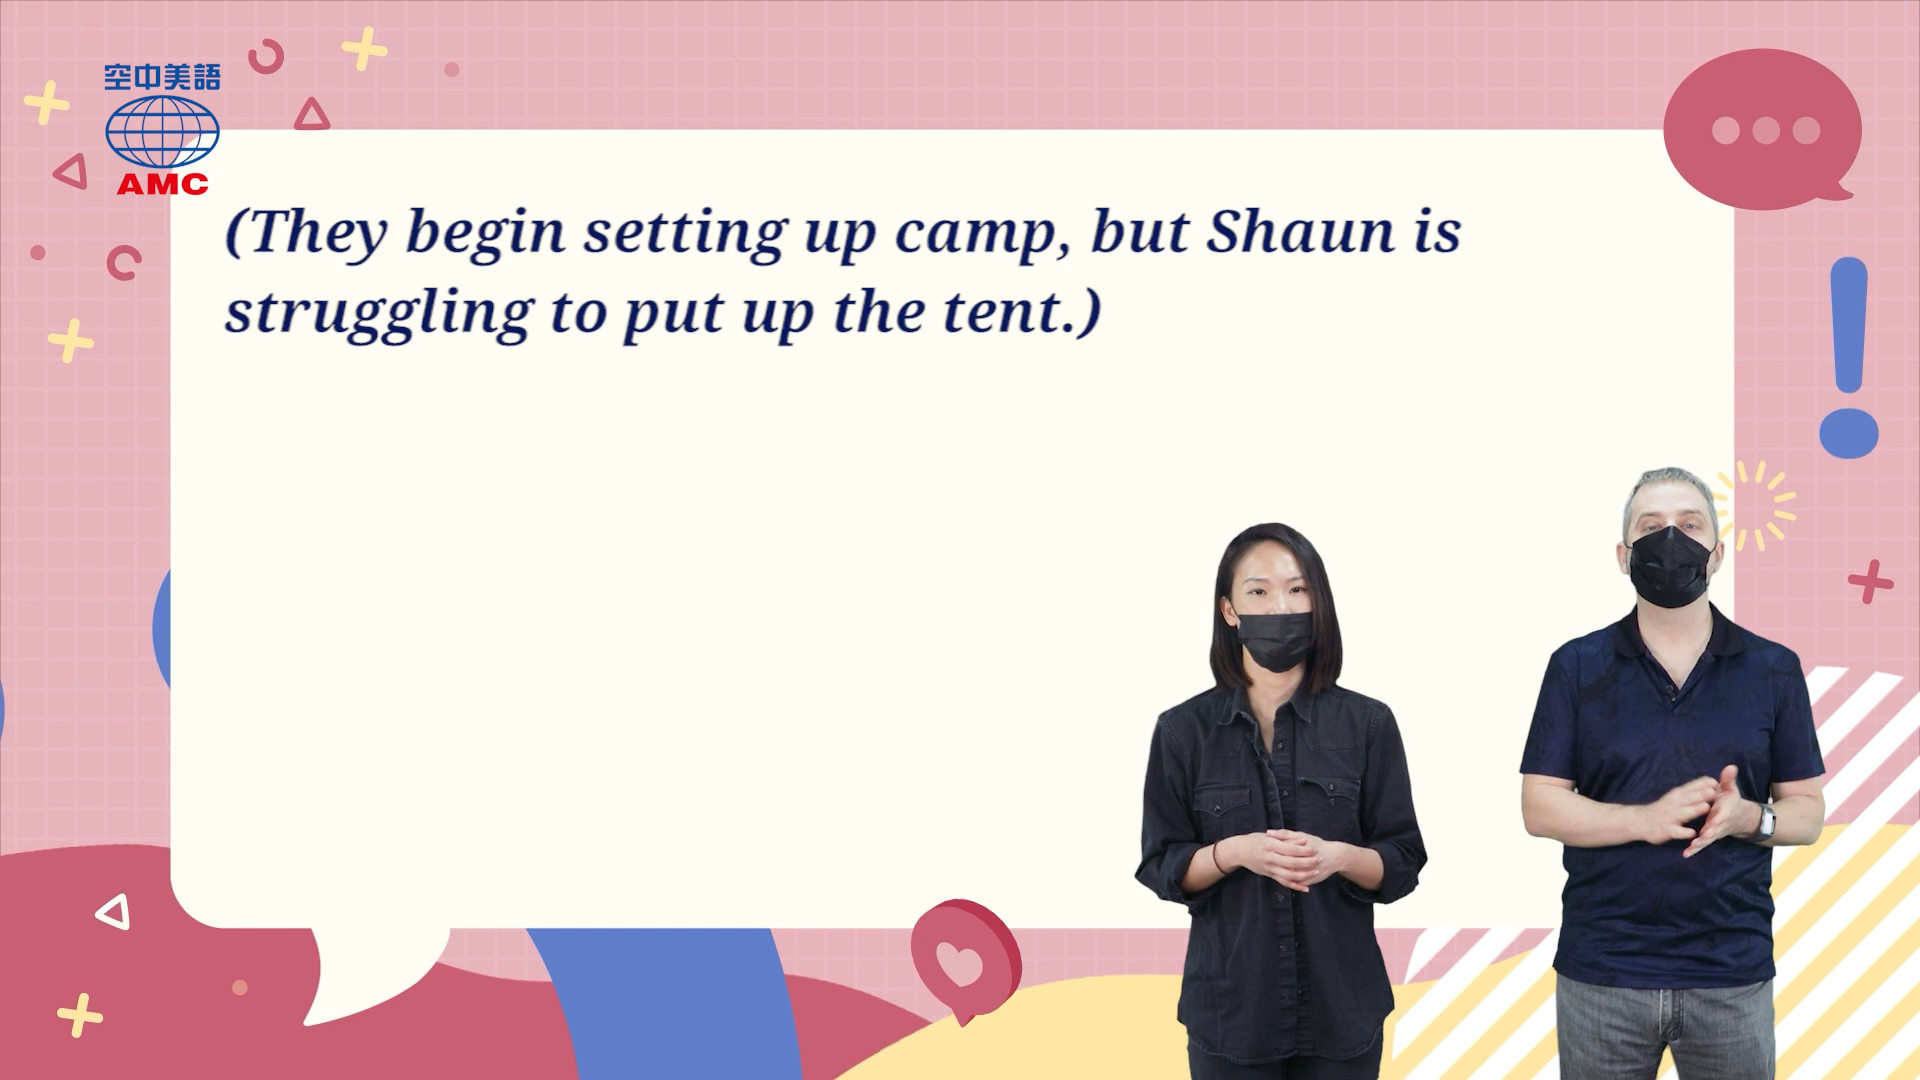 空中美語
AMC
(They begin setting up camp, but Shaun is
struggling to put up the tent.)